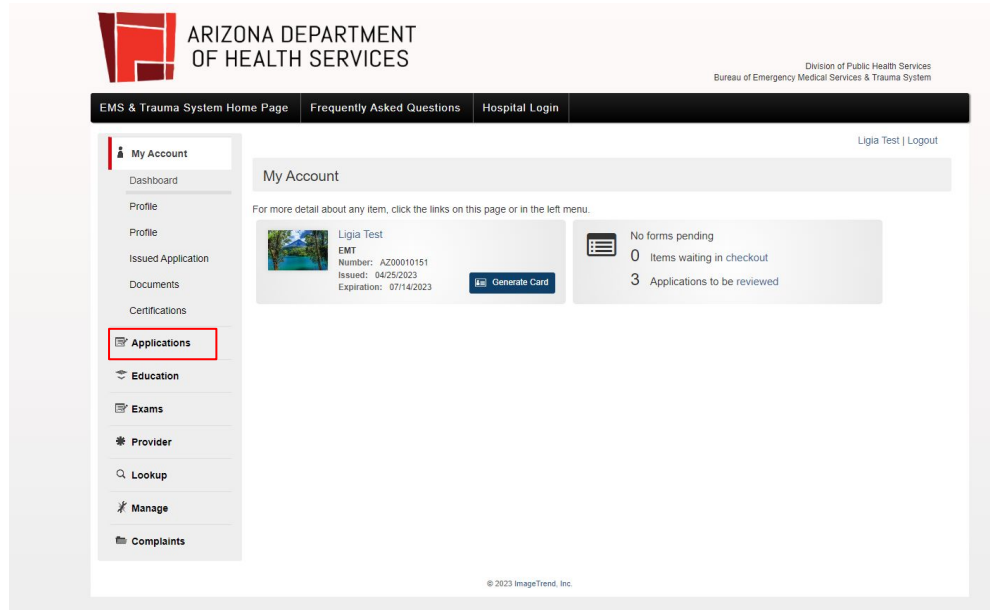 ARIZONA DEPARTMENT
OF HEALTH SERVICES
Division of Public Health Services
Bureau of Emergency Medical Services & Trauma System
EMS & Trauma System Home Page
Frequently Asked Questions
Hospital Login
Ligia Test | Logout
My Account
Dashboard
Profile
Profile
Issued Application
Documents
Certifications
Applications
Education
Exams
Provider
Lookup
Manage
Complaints
My Account
For more detail about any item, click the links on this page or in the left menu.
Ligia Test
EMT
Number: AZ00010151
Issued: 04/25/2023
Expiration: 07/14/2023
Generate Card
No forms pending
0 Items waiting in checkout
3 Applications to be reviewed
© 2023 ImageTrend, Inc.